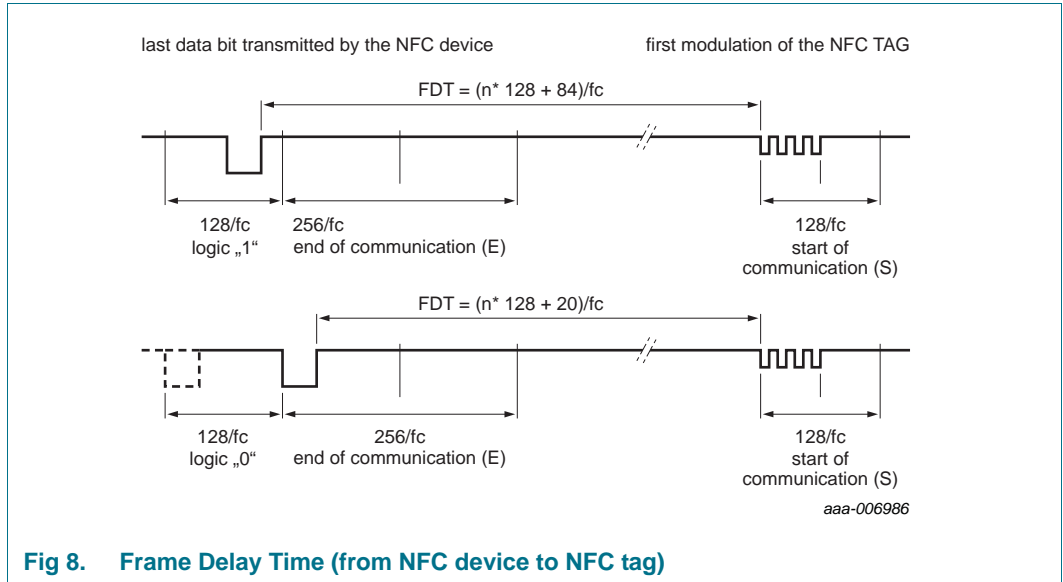 last data bit transmitted by the NFC device first modulation of the NFC TAG
FDT = (n* 128 + 84)/fc
128/fc 256/fc 128/fc
logic „1“ end of communication (E) start of
communication (S)
FDT = (n* 128 + 20)/fc
128/fc 256/fc 128/fc
logic „0“ end of communication (E) start of
communication (S)
aaa-006986
Fig 8. Frame Delay Time (from NFC device to NFC tag)